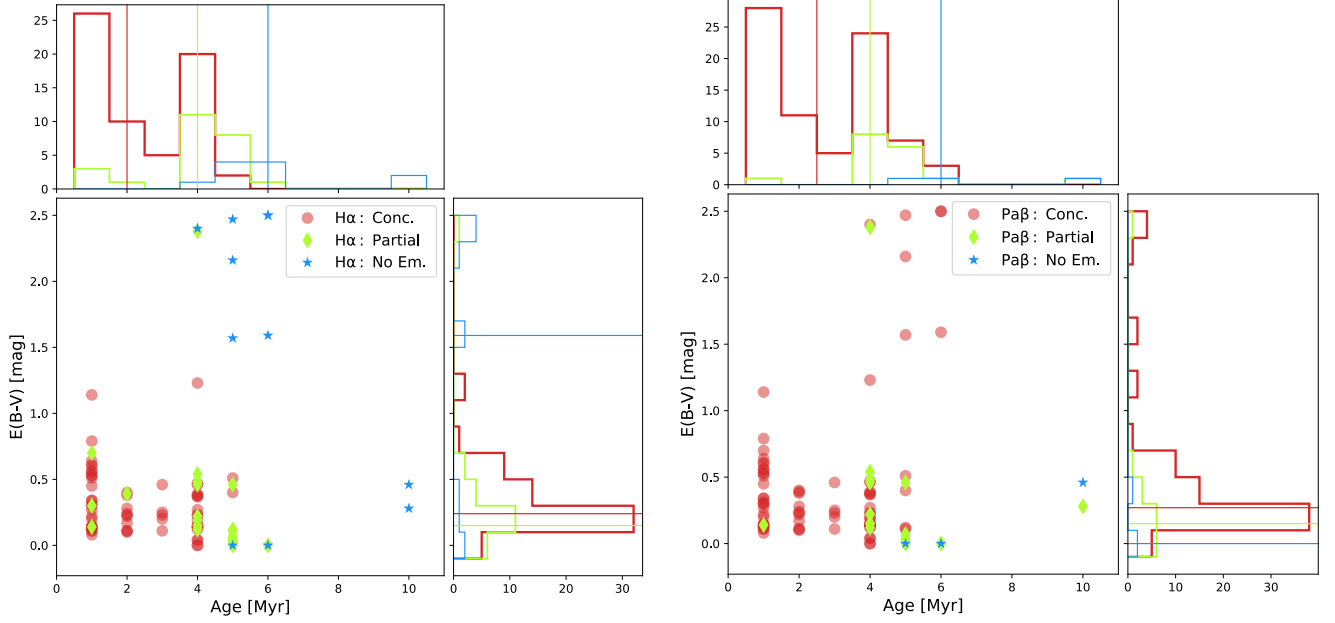 25
20
15
10
5
0
2.5
2.0
1.5
1.0
0.5
0.0
E(B-V) [mag]
Hα : Conc.
Hα : Partial
Hα : No Em.
0 2 4 6 8 10
Age [Myr]
0 10 20 30
25
20
15
10
5
0
2.5
2.0
1.5
1.0
0.5
0.0
E(B-V) [mag]
Paβ : Conc.
Paβ : Partial
Paβ : No Em.
0 2 4 6 8 10
Age [Myr]
0 10 20 30